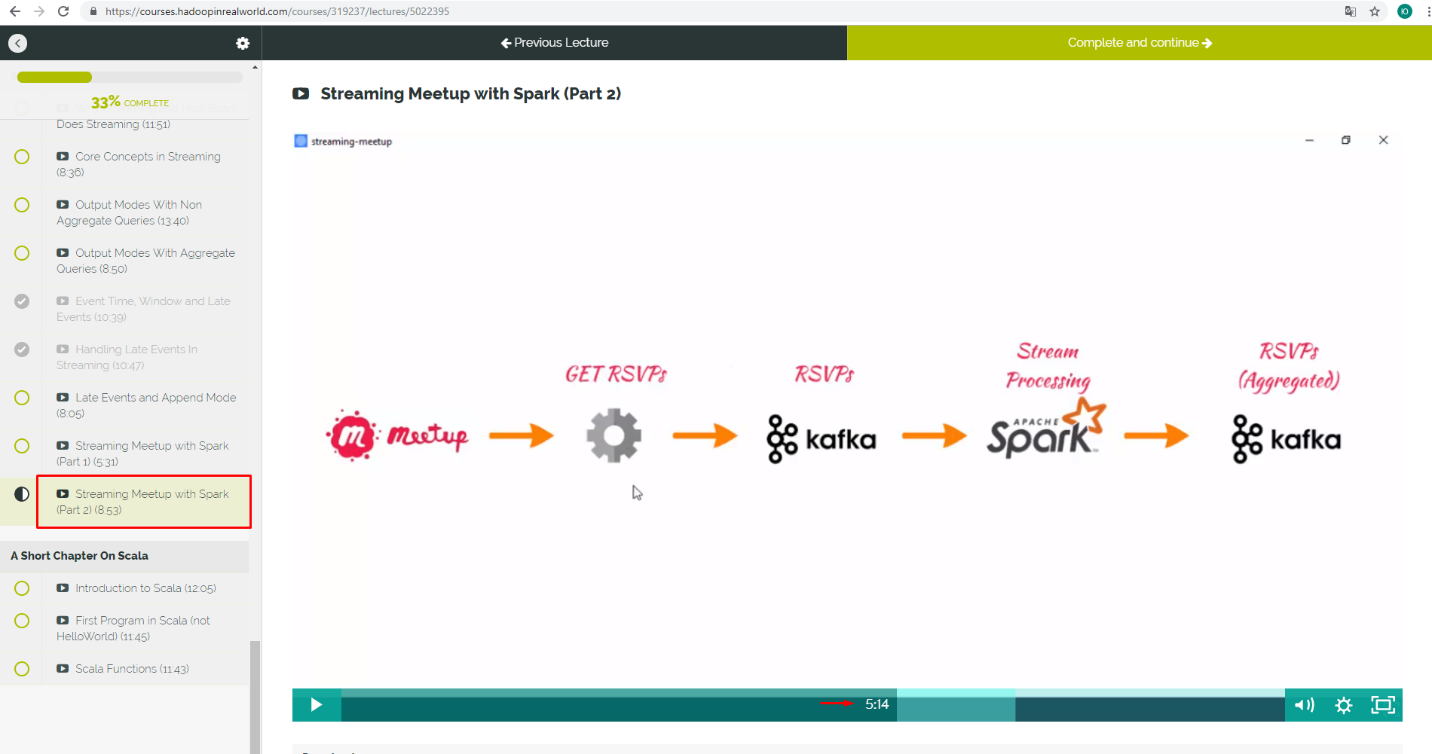 https://courses.hadoopinrealworld.com/courses/319237/lectures/5022395
Previous Lecture
Complete and continue
33% COMPLETE
Does Streaming (11:51)
Core Concepts in Streaming
(8:36)
Output Modes With Non
Aggregate Queries (13:40)
Output Modes With Aggregate
Queries (8:50)
Event Time, Window and Late
Events (10:39)
Handling Late Events In
Streaming (10:47)
Late Events and Append Mode
(8:05)
Streaming Meetup with Spark
(Part 1) (5:31)
Streaming Meetup with Spark
(Part 2) (8:53)
A Short Chapter On Scala
Introduction to Scala (12:05)
First Program in Scala (not
HelloWorld) (11:45)
Scala Functions (11:43)
Streaming Meetup with Spark (Part 2)
streaming-meetup
GET RSVPs
RSVPs
Stream
Processing
RSVPs
(Aggregated)
m meetup
kafka
APACHE
Spark
TM
kafka
5:14